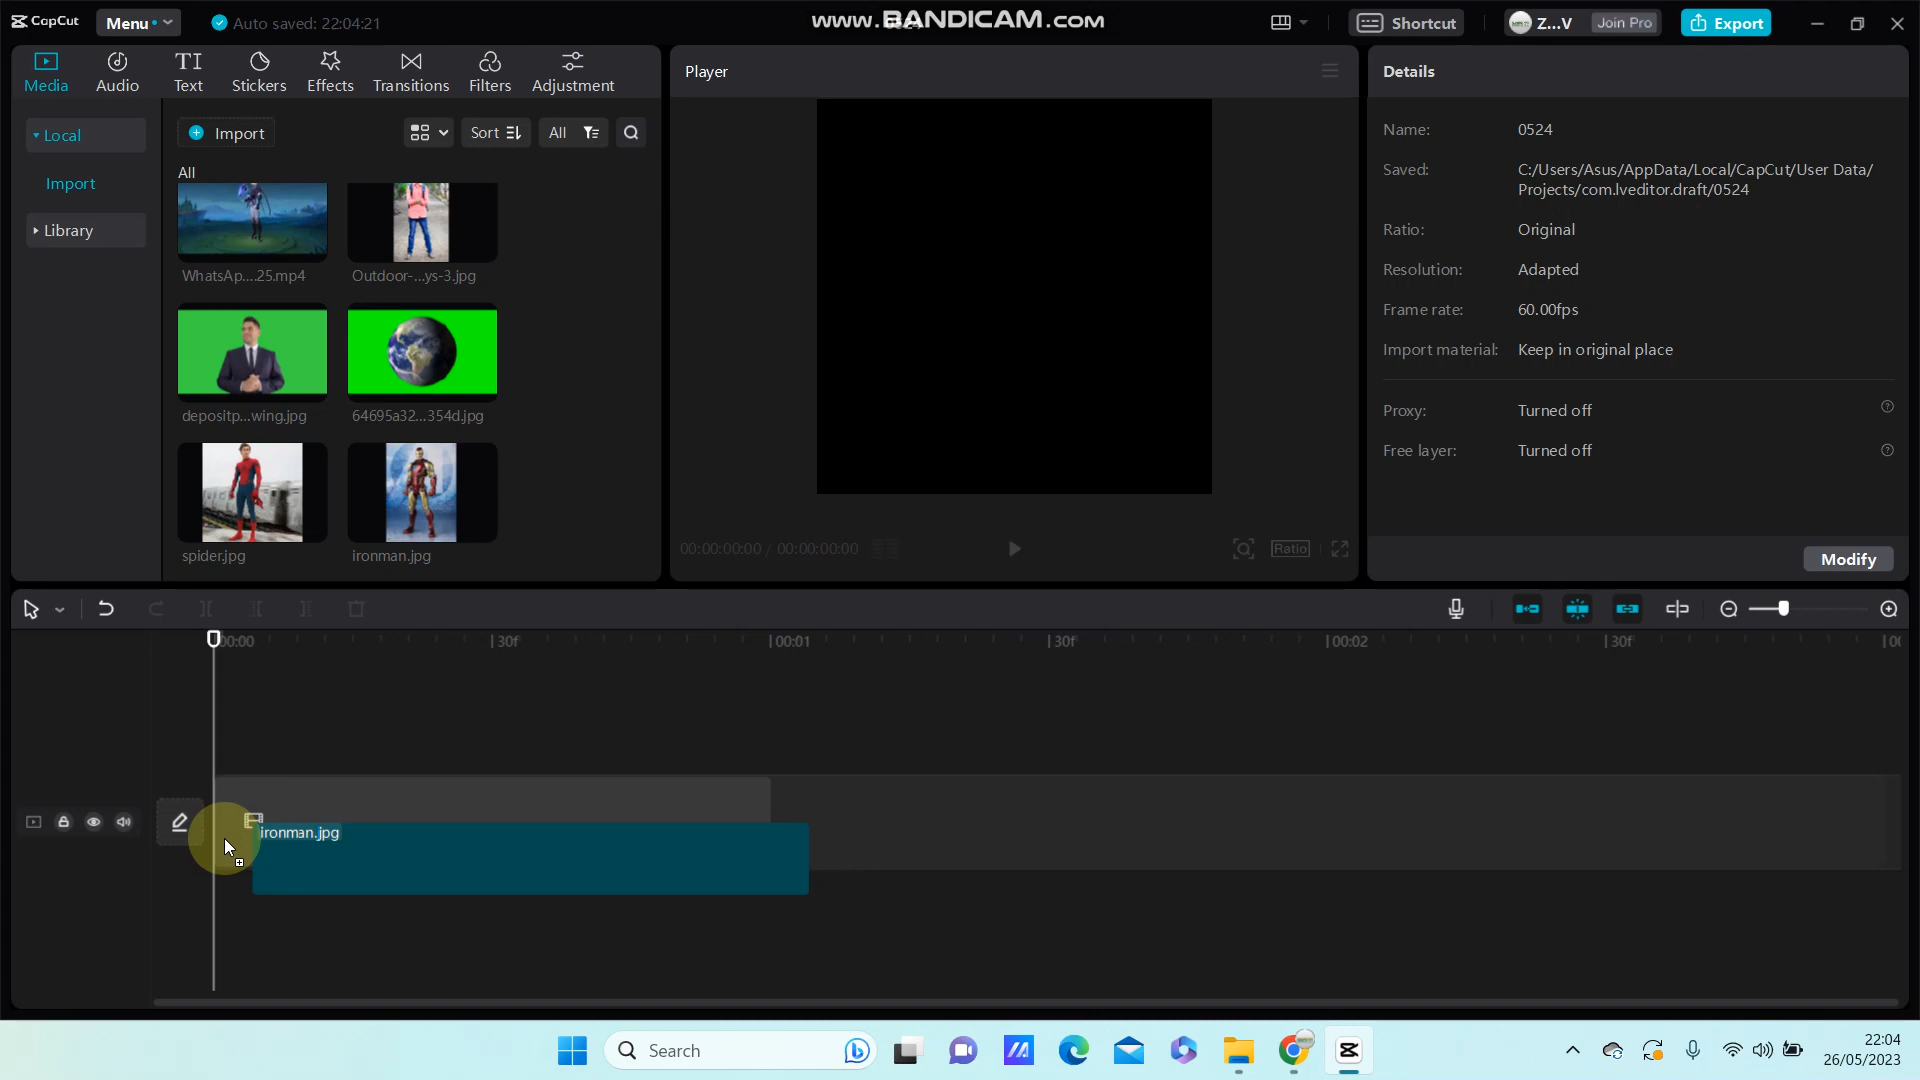 CapCut
Menu
Auto saved: 22:04:21
www.BANDICAM.com
Shortcut
Z...V
Join Pro
Export
Media
Audio
TI
Text
Stickers
Effects
Transitions
Filters
Adjustment
Player
Details
Local
Import
Library
Import
Sort
All
All
WhatsAp....25.mp4
Outdoor-...ys-3.jpg
depositp...wing.jpg
64695a32...354d.jpg
spider.jpg
ironman.jpg
00:00:00:00 / 00:00:00:00
Ratio
Name:
0524
Saved:
C:/Users/Asus/AppData/Local/CapCut/User Data/
Projects/com.lveditor.draft/0524
Ratio:
Original
Resolution:
Adapted
Frame rate:
60.00fps
Import material:
Keep in original place
Proxy:
Turned off
Free layer:
Turned off
Modify
00:00
30f
00:01
30f
00:02
30f
ironman.jpg
Search
22:04
26/05/2023